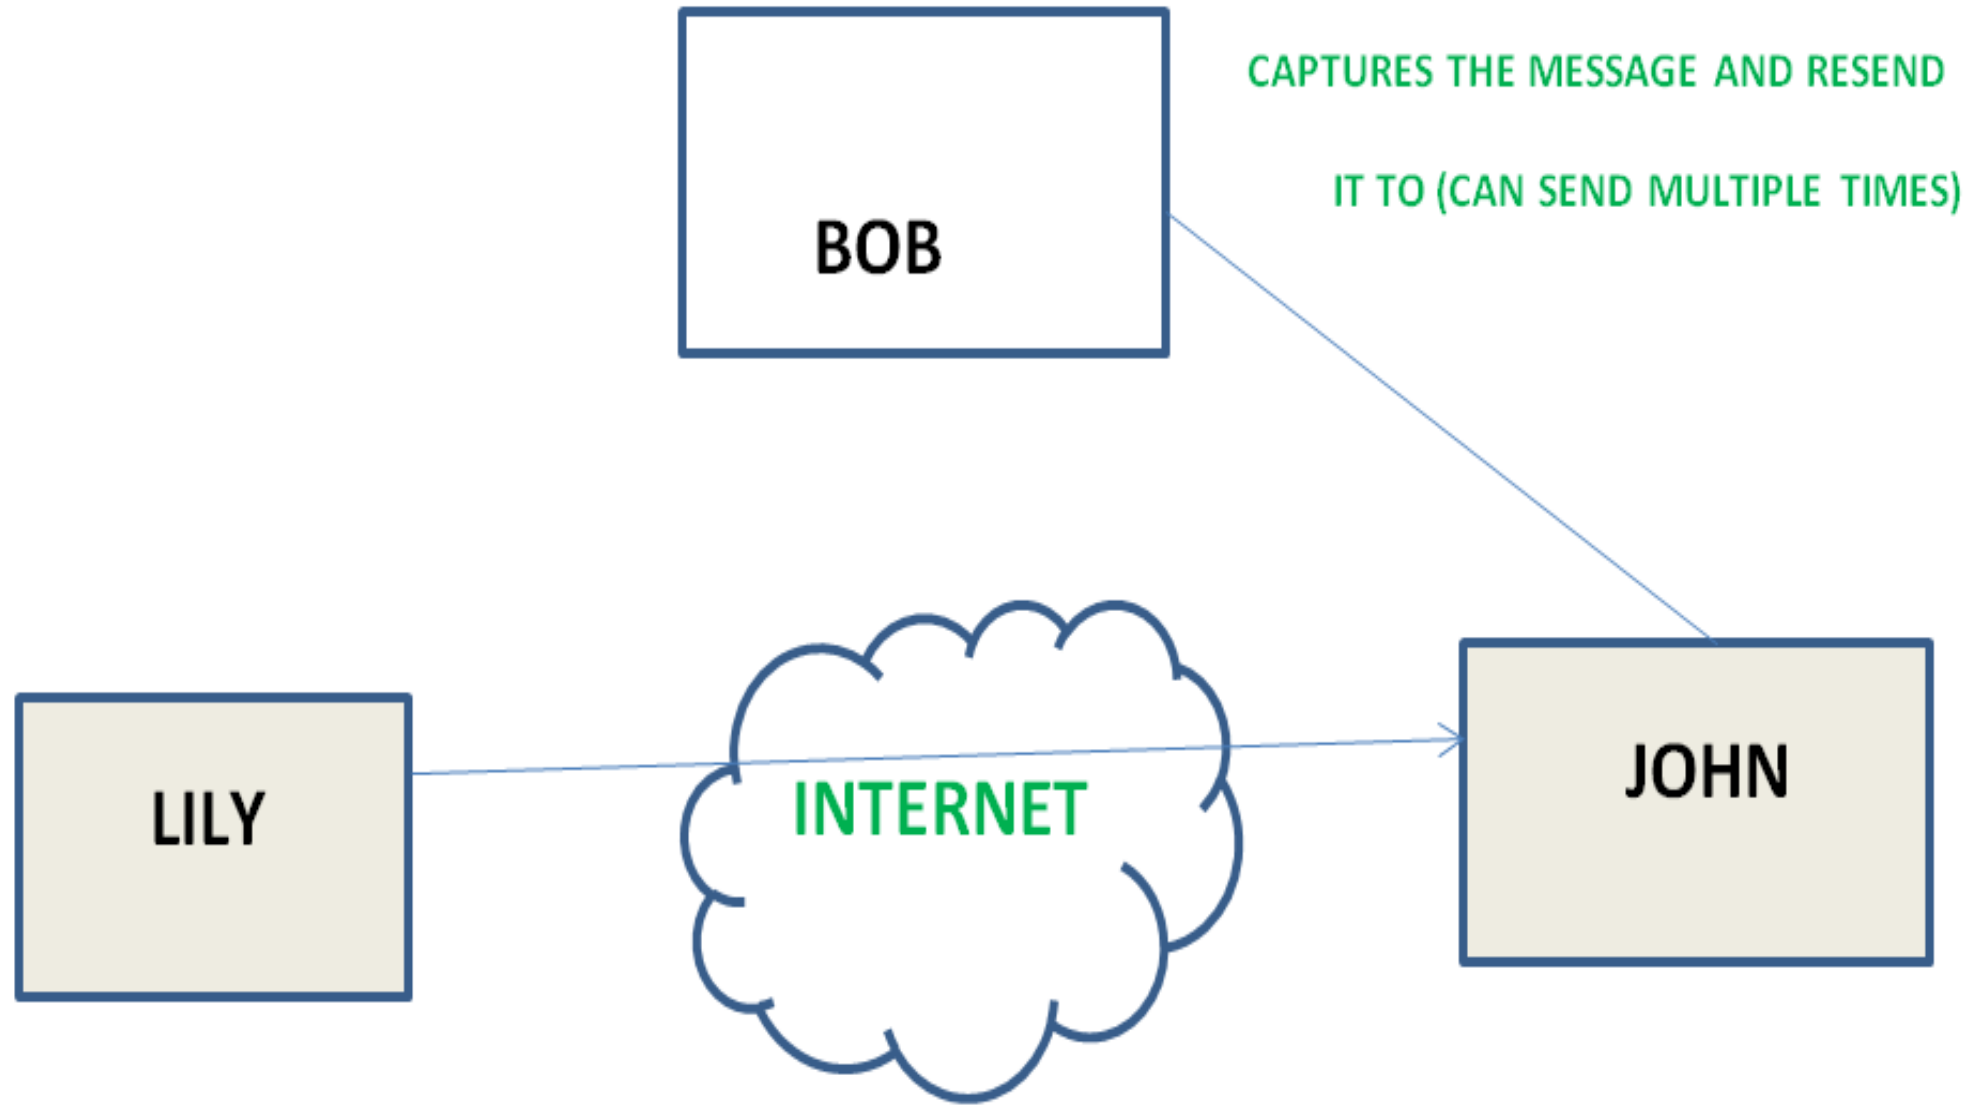 CAPTURES THE MESSAGE AND RESEND
IT TO (CAN SEND MULTIPLE TIMES)
BOB
INTERNET
JOHN
LILY